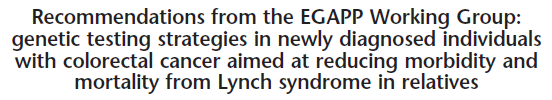 Recommendations from the EGAPP Working Group:
genetic testing strategies in newly diagnosed individuals
with colorectal cancer aimed at reducing morbidity and
mortality from Lynch syndrome in relatives